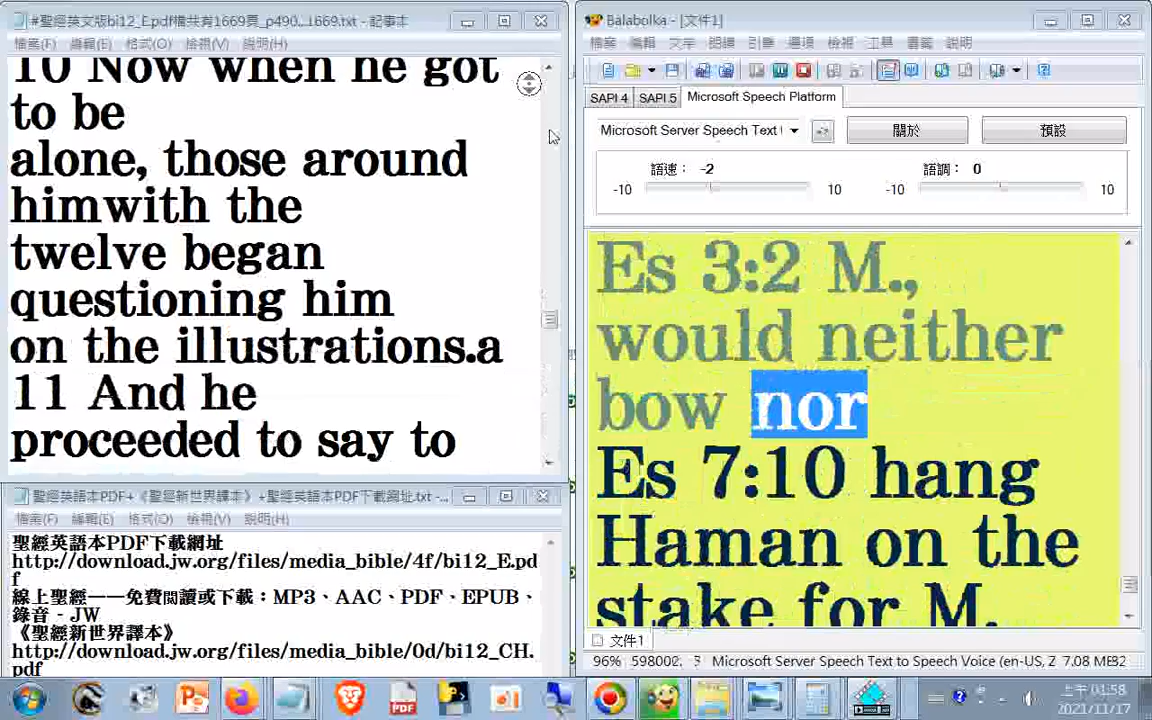 #聖經英文版bi12_E.pdf檔共有1669頁_p490...1669.txt - 記事本
檔案(F) 編輯(E) 格式(O) 檢視(V) 說明(H)
10 Now when he got
to be
alone, those around
himwith the
twelve began
questioning him
on the illustrations.a
11 And he
proceeded to say to
聖經英語本PDF+《聖經新世界譯本》+聖經英語本PDF下載網址.txt - ...
檔案(F) 編輯(E) 格式(O) 檢視(V) 說明(H)
聖經英語本PDF下載網址
http://download.jw.org/files/media_bible/4f/bi12_E.pd
f
線上聖經——免費閱讀或下載：MP3、AAC、PDF、EPUB、
錄音 - JW
《聖經新世界譯本》
http://download.jw.org/files/media_bible/0d/bi12_CH.
pdf
Balabolka - [文件1]
檔案 編輯 文字 朗讀 引擎 選項 檢視 工具 書籤 說明
SAPI 4 SAPI 5 Microsoft Speech Platform
Microsoft Server Speech Text
關於 預設
語速： -2 語調： 0
-10 10 -10 10
Es 3:2 M.,
would neither
bow nor
Es 7:10 hang
Haman on the
stake for M.
文件1
96% 598002. Microsoft Server Speech Text to Speech Voice (en-US, Z 7.08 MB
PDF
上午 01:58
2021/11/17